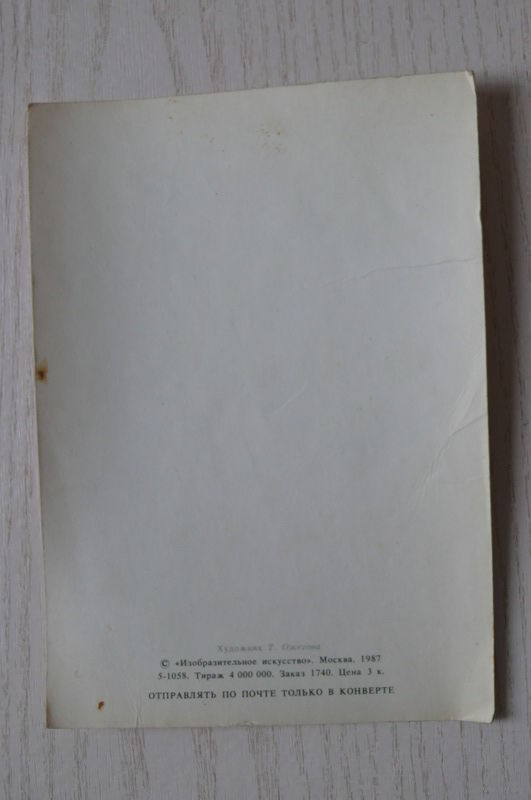 Художник Т. Ожегова
© «Изобразительное искусство». Москва. 1987
5-1058. Тираж 4 000 000. Заказ 1740. Цена 3 к.
ОТПРАВЛЯТЬ ПО ПОЧТЕ ТОЛЬКО В КОНВЕРТЕ